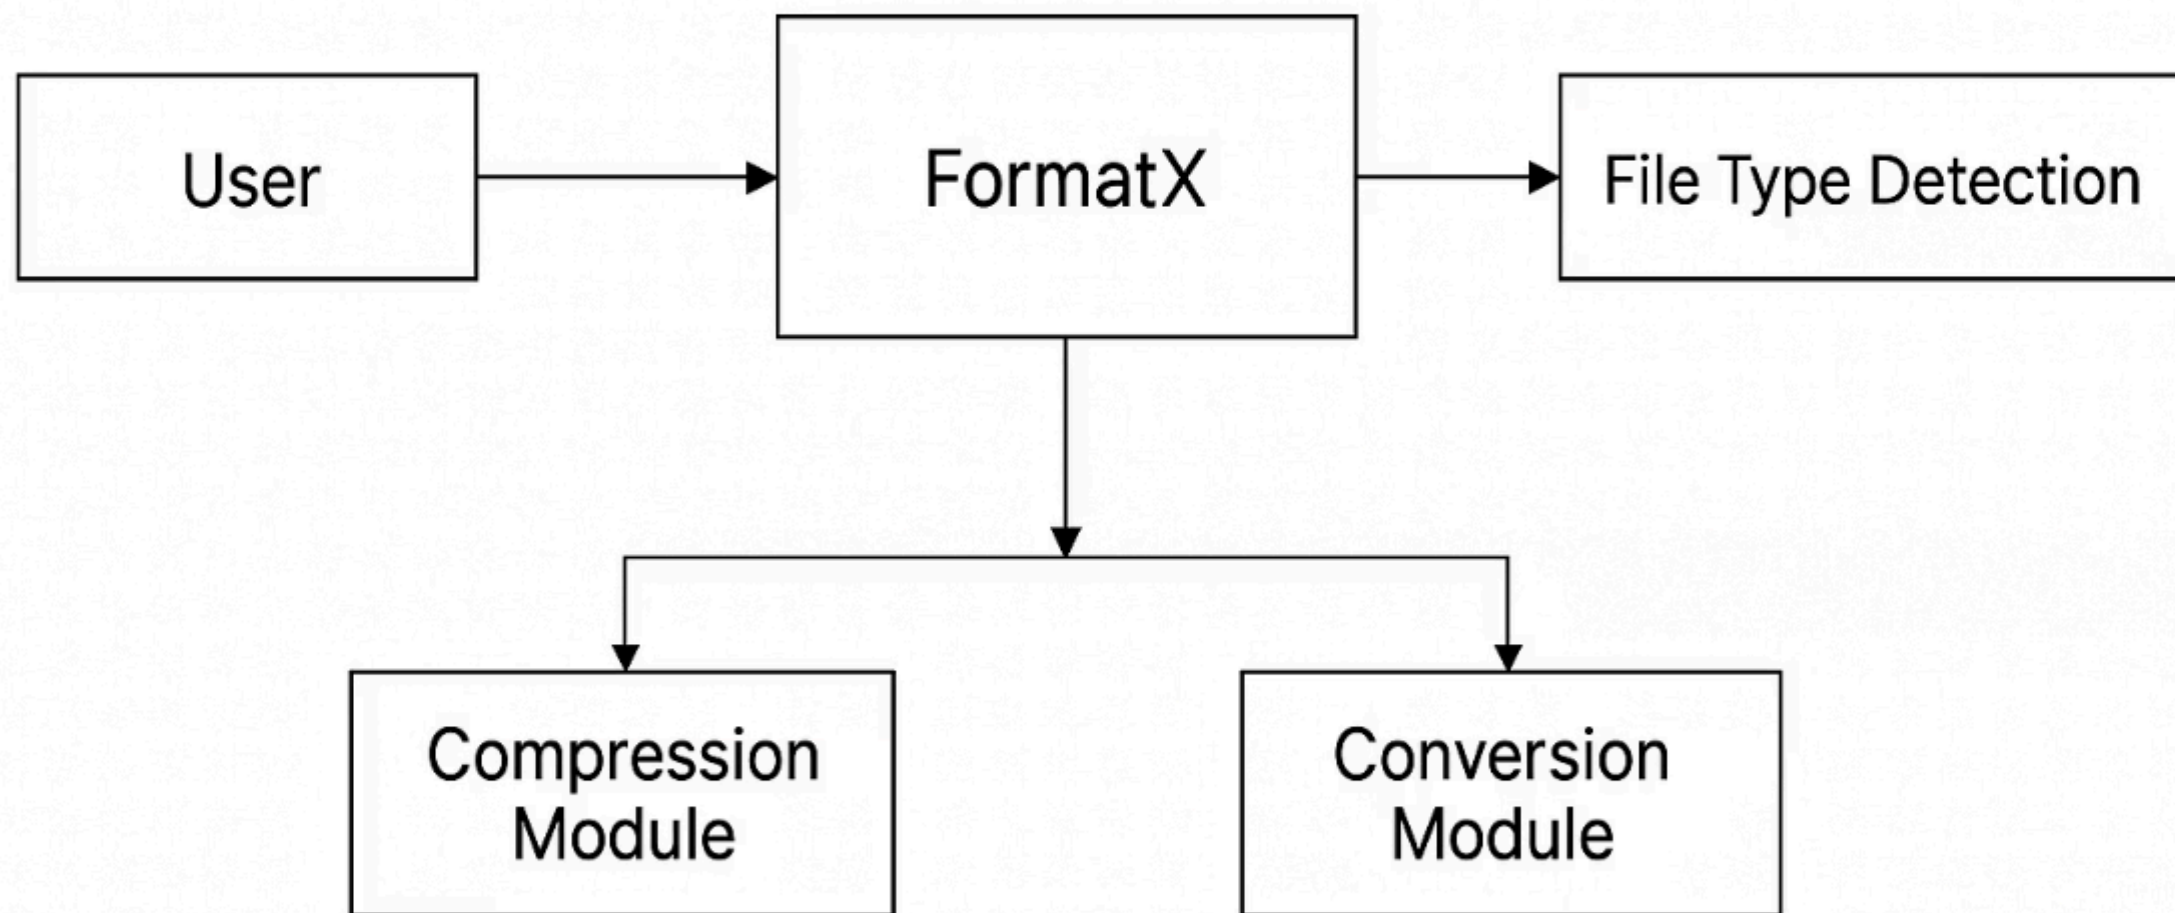 User
FormatX
File Type Detection
Compression
Module
Conversion
Module